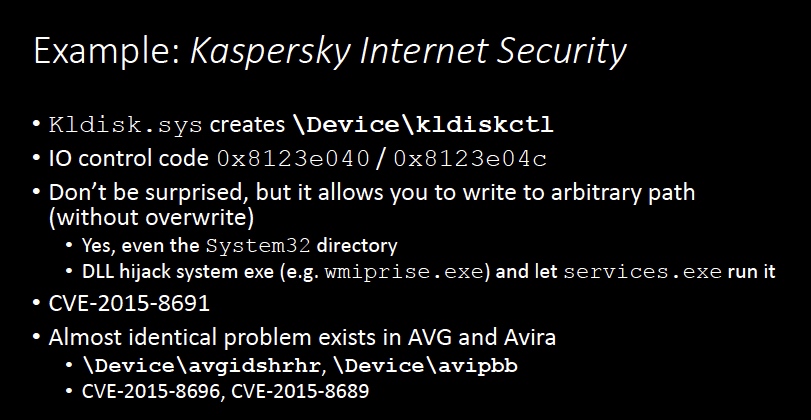 Example: Kaspersky Internet Security
• Kldisk.sys creates \Device\kldiskctl
• IO control code 0x8123e040 / 0x8123e04c
• Don’t be surprised, but it allows you to write to arbitrary path
(without overwrite)
• Yes, even the System32 directory
• DLL hijack system exe (e.g. wmiprise.exe) and let services.exe run it
• CVE-2015-8691
• Almost identical problem exists in AVG and Avira
• \Device\avgidshrhr, \Device\avipbb
• CVE-2015-8696, CVE-2015-8689